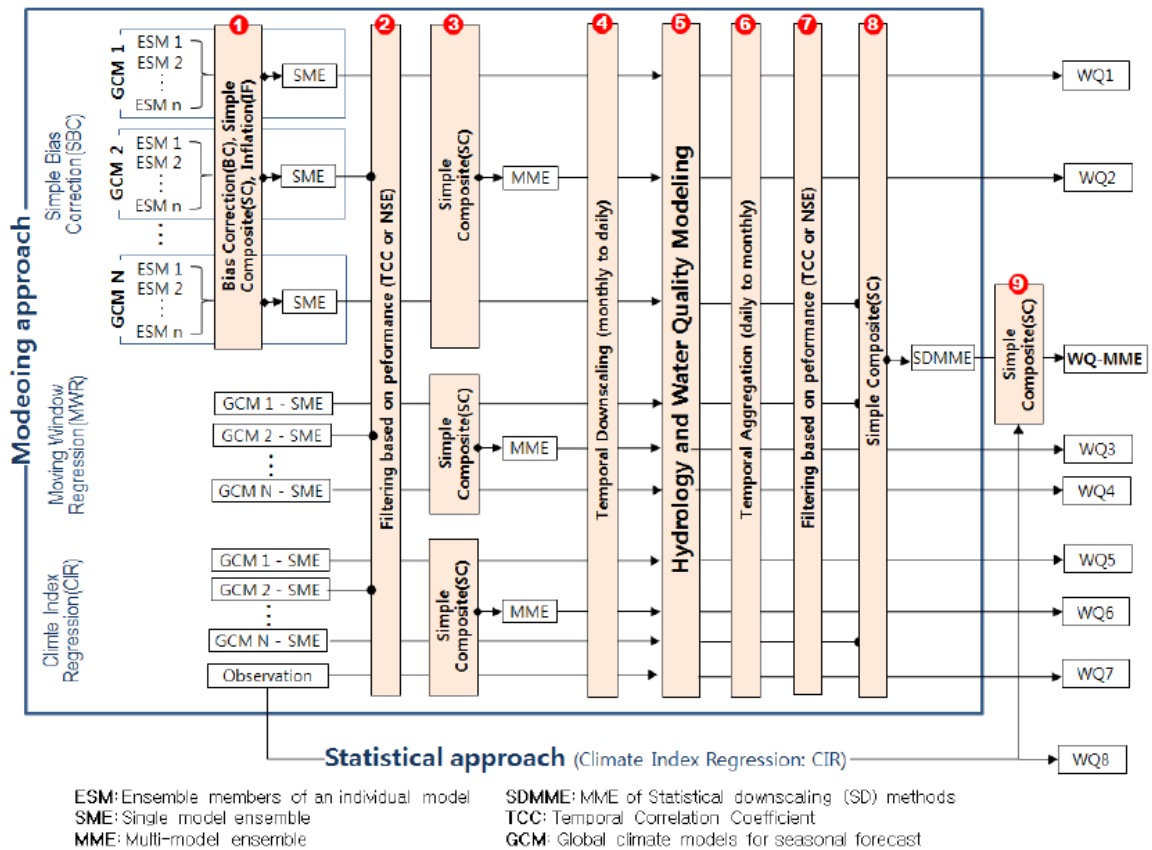 1
2
3
4
5
6
7
8
9
Modeoing approach
Simple Bias
Correction(SBC)
GCM 1
ESM 1
ESM 2
ESM n
SME
GCM 2
ESM 1
ESM 2
ESM n
SME
GCM N
ESM 1
ESM 2
ESM n
SME
Bias Correction(BC), Simple
Composite(SC), Inflation(IF)
Filtering based on peformance (TCC or NSE)
Simple
Composite(SC)
MME
Temporal Downscaling (monthly to daily)
Hydrology and Water Quality Modeling
Temporal Aggregation (daily to monthly)
Filtering based on peformance (TCC or NSE)
Simple Composite(SC)
SDMME
Simple
Composite(SC)
WQ1
WQ2
WQ-MME
Moving Window
Regression(MWR)
GCM 1 - SME
GCM 2 - SME
GCM N - SME
Simple
Composite(SC)
MME
WQ3
WQ4
Climte Index
Regression(CIR)
GCM 1 - SME
GCM 2 - SME
GCM N - SME
Observation
Simple
Composite(SC)
MME
WQ5
WQ6
WQ7
Statistical approach (Climate Index Regression: CIR)
WQ8
ESM: Ensemble members of an individual model
SME: Single model ensemble
MME: Multi-model ensemble
SDMME: MME of Statistical downscaling (SD) methods
TCC: Temporal Correlation Coefficient
GCM: Global climate models for seasonal forecast